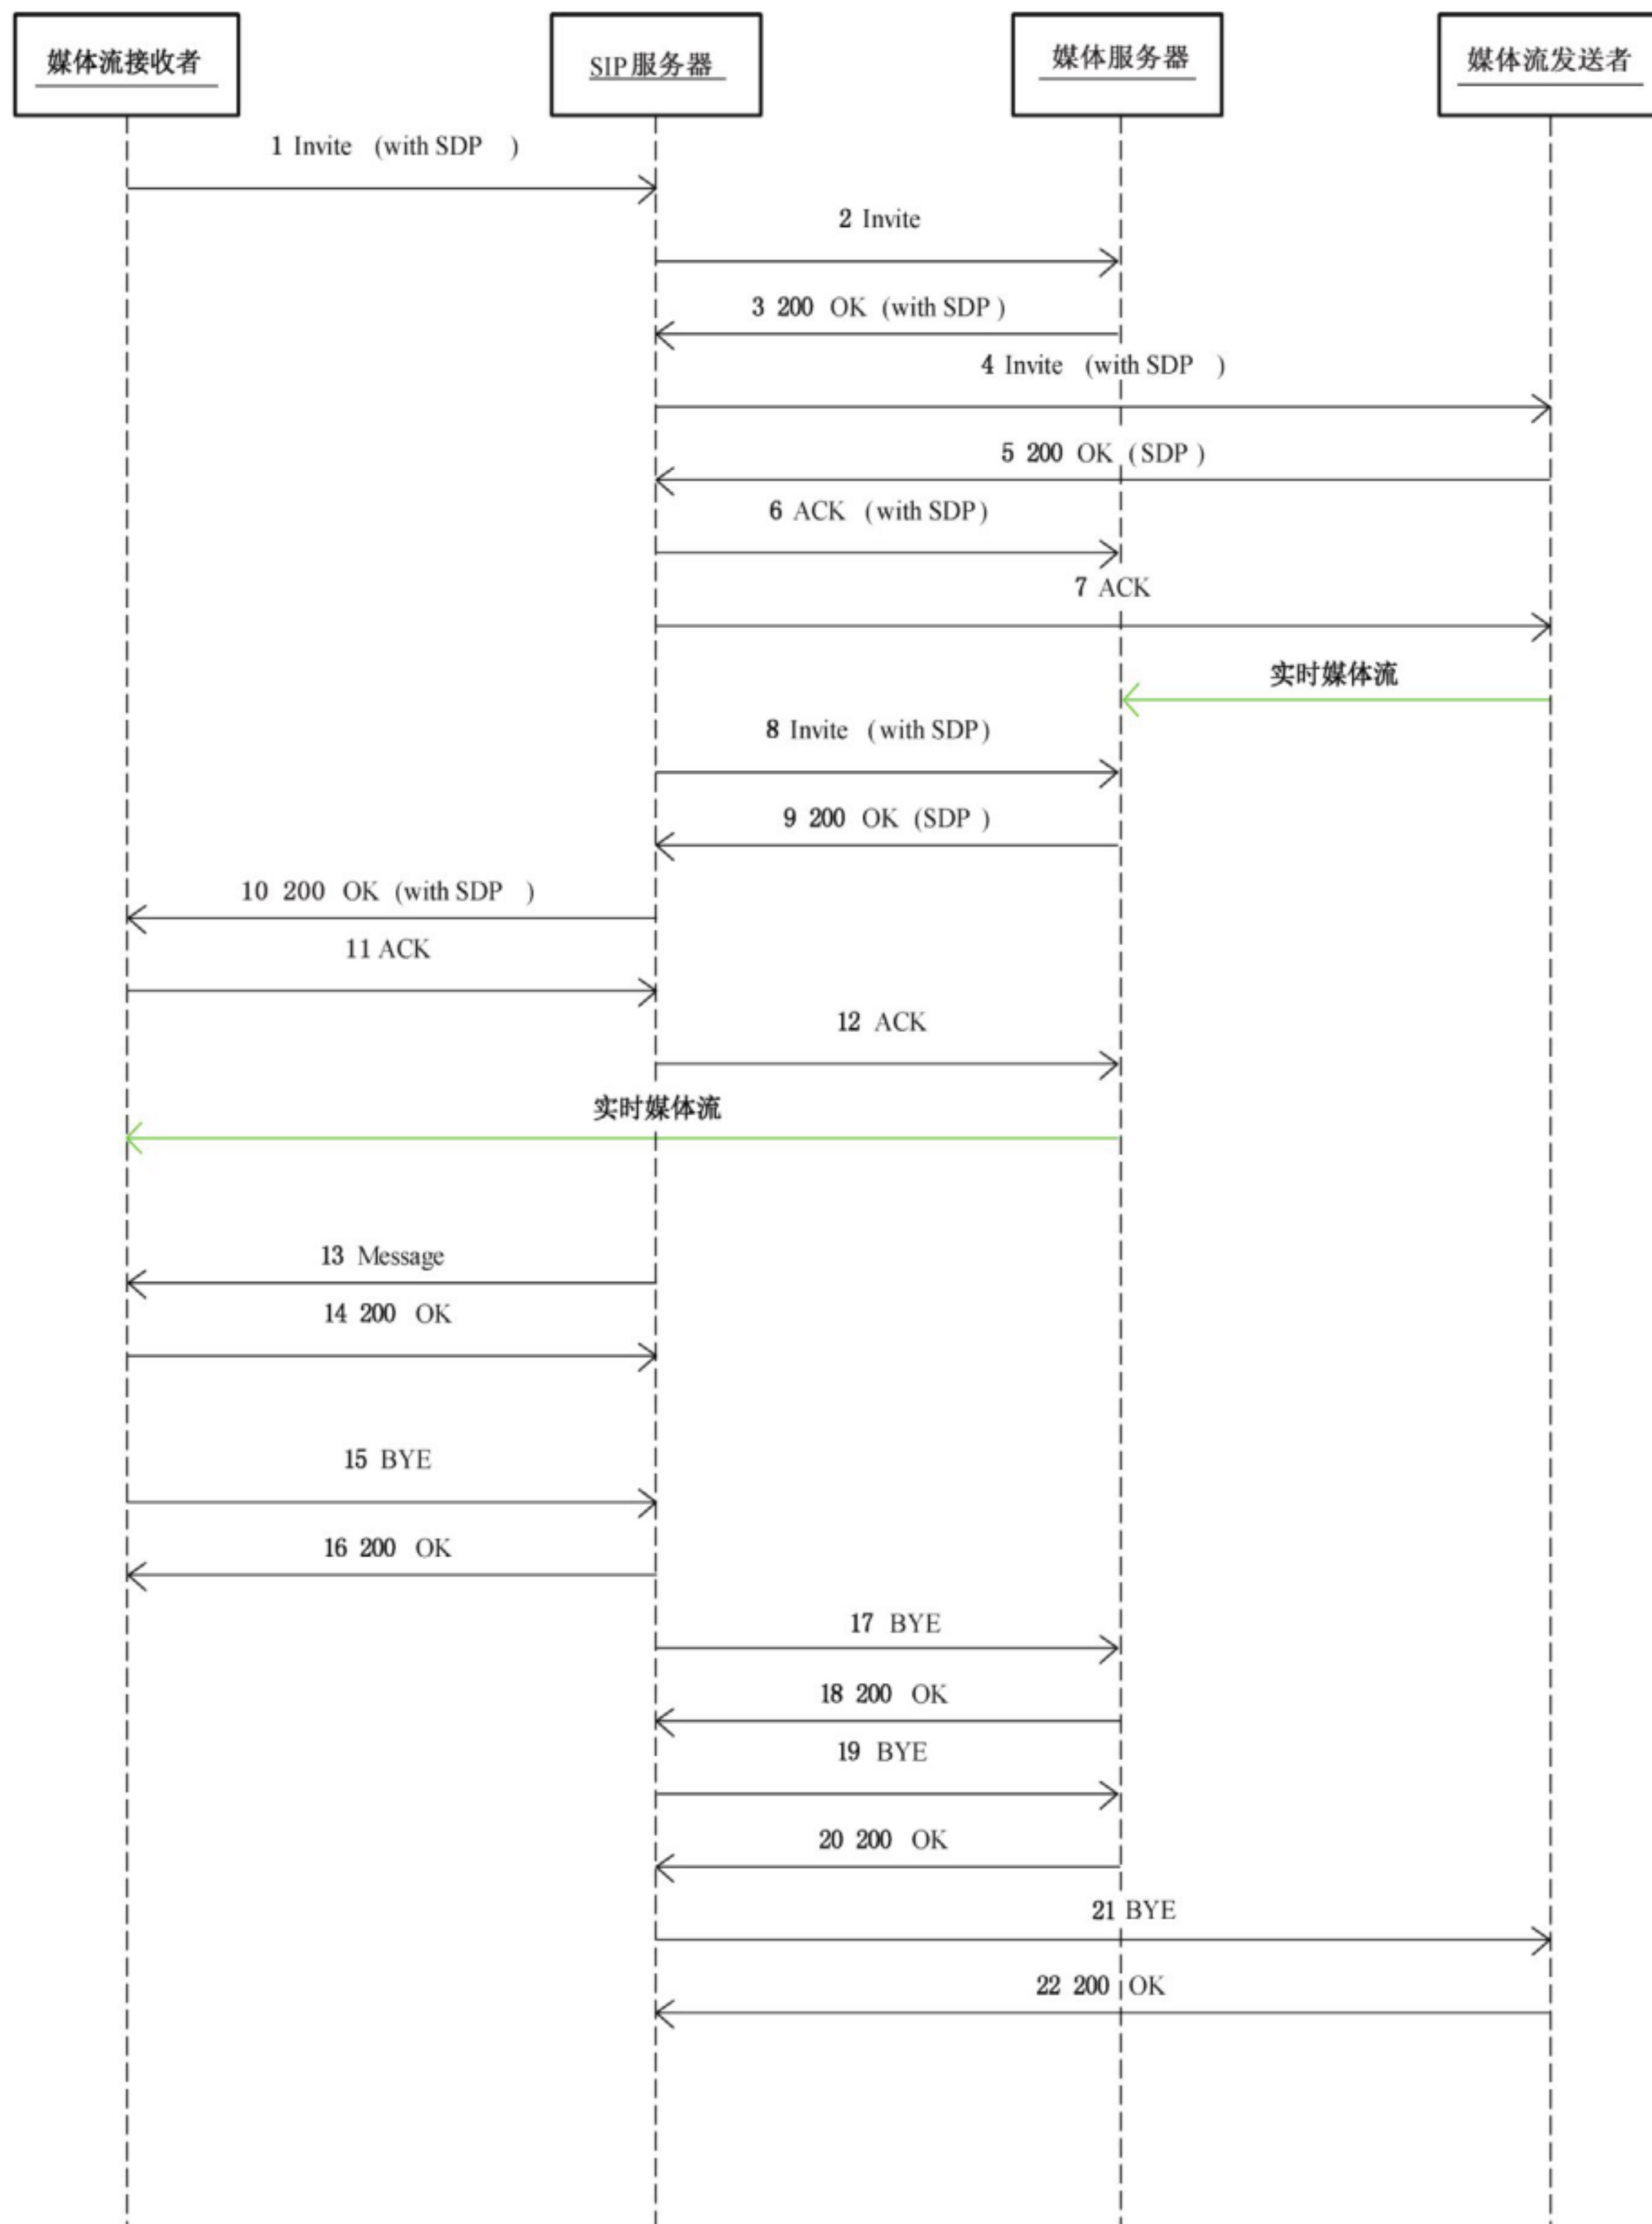 媒体流接收者
SIP服务器
媒体服务器
媒体流发送者
1 Invite (with SDP )
2 Invite
3 200 OK (with SDP )
4 Invite (with SDP )
5 200 OK (SDP )
6 ACK (with SDP)
7 ACK
实时媒体流
8 Invite (with SDP)
9 200 OK (SDP )
10 200 OK (with SDP )
11 ACK
12 ACK
实时媒体流
13 Message
14 200 OK
15 BYE
16 200 OK
17 BYE
18 200 OK
19 BYE
20 200 OK
21 BYE
22 200 OK